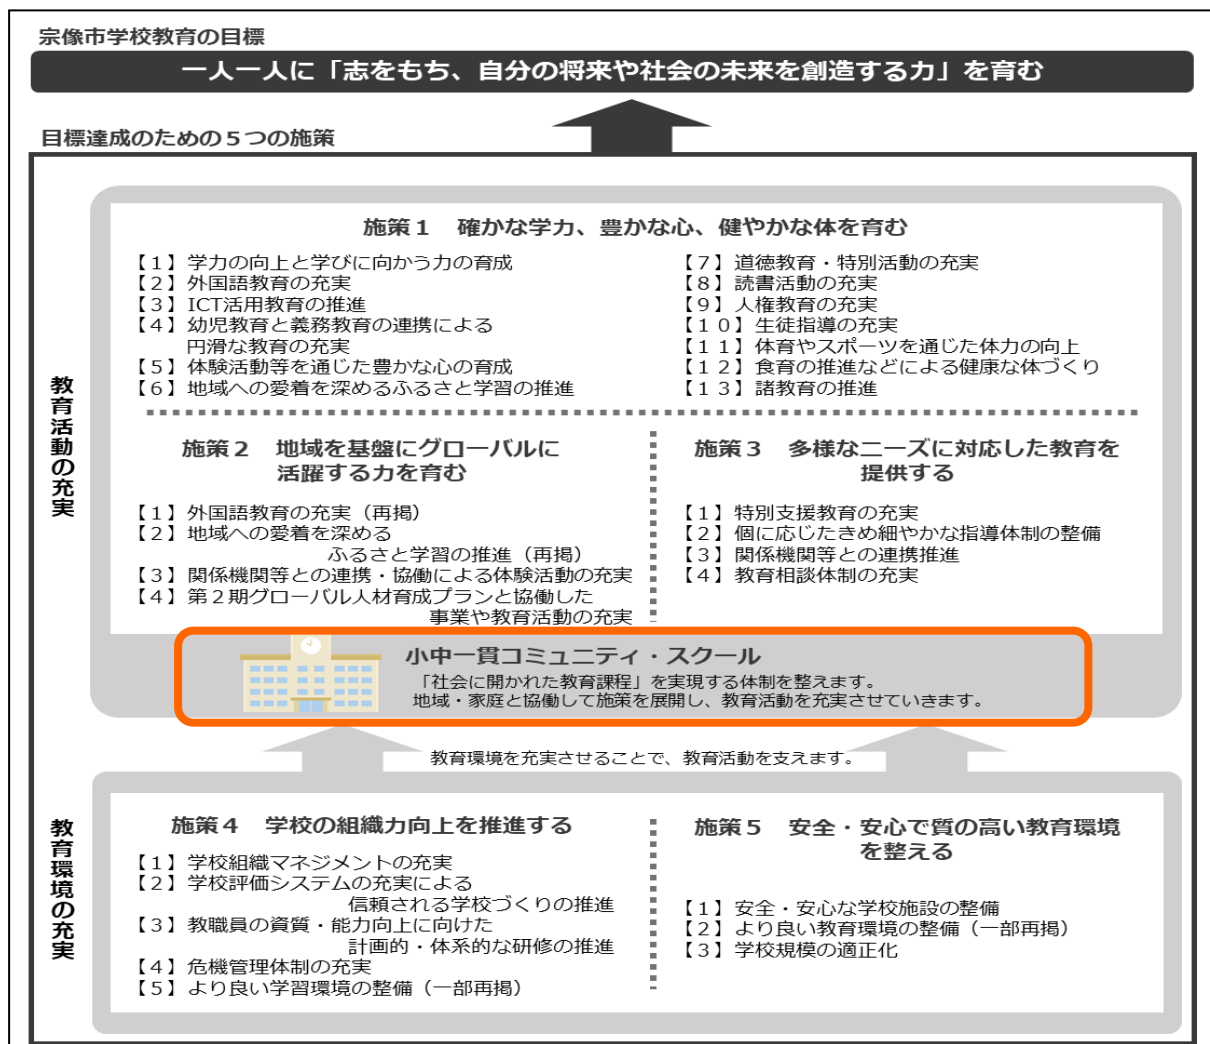 宗像市学校教育の目標
一人一人に「志をもち、自分の将来や社会の未来を創造する力」を育む
目標達成のための５つの施策
教育活動の充実
施策１　確かな学力、豊かな心、健やかな体を育む
【１】学力の向上と学びに向かう力の育成
【２】外国語教育の充実
【３】ICT活用教育の推進
【４】幼児教育と義務教育の連携による
円滑な教育の充実
【５】体験活動等を通じた豊かな心の育成
【６】地域への愛着を深めるふるさと学習の推進
【７】道徳教育・特別活動の充実
【８】読書活動の充実
【９】人権教育の充実
【１０】生徒指導の充実
【１１】体育やスポーツを通じた体力の向上
【１２】食育の推進などによる健康な体づくり
【１３】諸教育の推進
施策２　地域を基盤にグローバルに
活躍する力を育む
【１】外国語教育の充実（再掲）
【２】地域への愛着を深める
ふるさと学習の推進（再掲）
【３】関係機関等との連携・協働による体験活動の充実
【４】第２期グローバル人材育成プランと協働した
事業や教育活動の充実
施策３　多様なニーズに対応した教育を
提供する
【１】特別支援教育の充実
【２】個に応じたきめ細やかな指導体制の整備
【３】関係機関等との連携推進
【４】教育相談体制の充実
小中一貫コミュニティ・スクール
「社会に開かれた教育課程」を実現する体制を整えます。
地域・家庭と協働して施策を展開し、教育活動を充実させていきます。
教育環境を充実させることで、教育活動を支えます。
教育環境の充実
施策４　学校の組織力向上を推進する
【１】学校組織マネジメントの充実
【２】学校評価システムの充実による
信頼される学校づくりの推進
【３】教職員の資質・能力向上に向けた
計画的・体系的な研修の推進
【４】危機管理体制の充実
【５】より良い学習環境の整備（一部再掲）
施策５　安全・安心で質の高い教育環境
を整える
【１】安全・安心な学校施設の整備
【２】より良い教育環境の整備（一部再掲）
【３】学校規模の適正化